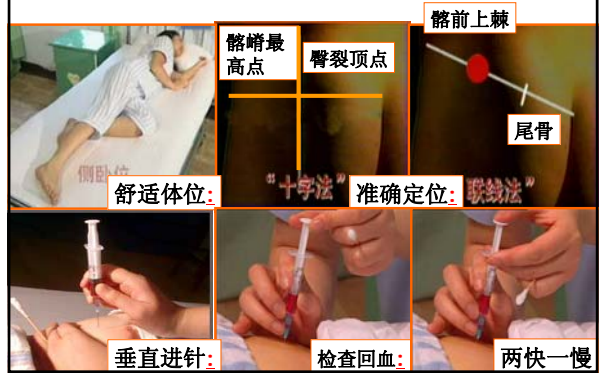 髂前上棘
髂嵴最
高点
臀裂顶点
尾骨
侧卧位
舒适体位:
“十字法”
准确定位:
联线法”
垂直进针:
检查回血:
两快一慢